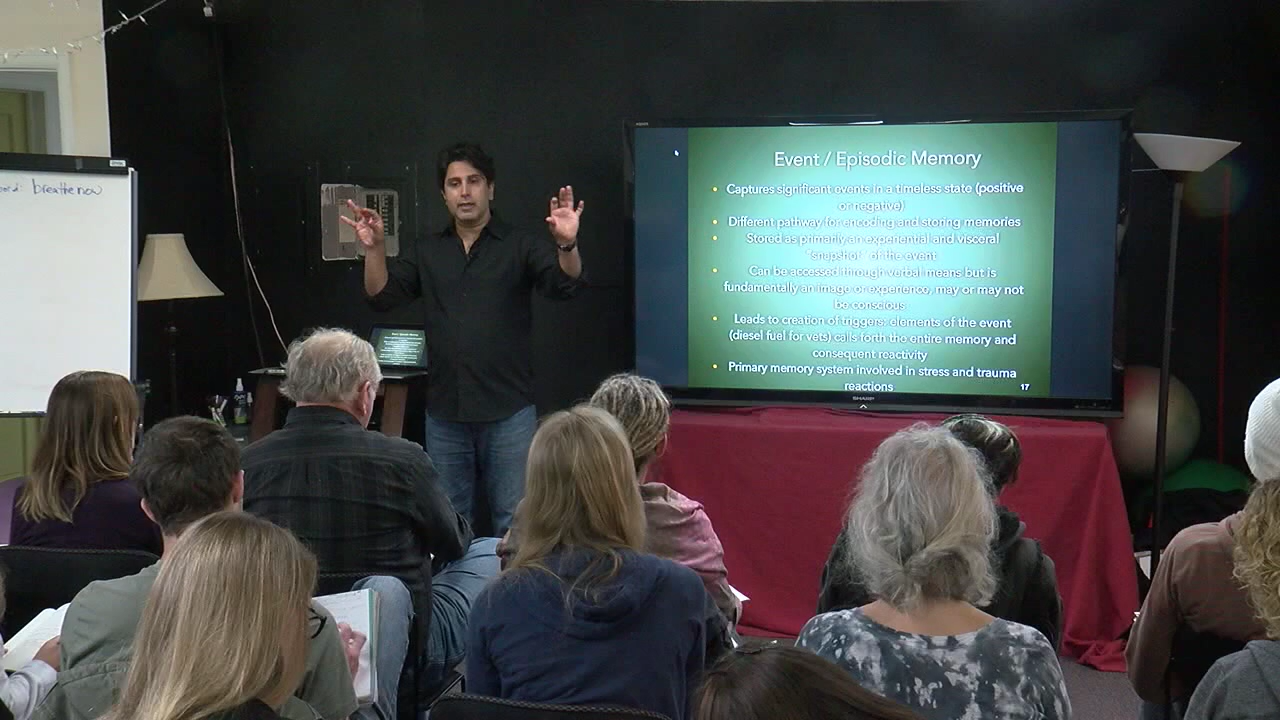 breathe now
Event / Episodic Memory
• Captures significant events in a timeless state (positive
or negative)
• Different pathway for encoding and storing memories
• Stored as primarily an experiential and visceral
"snapshot" of the event
• Can be accessed through verbal means but is
fundamentally an image or experience, may or may not
be conscious
• Leads to creation of triggers: elements of the event
(diesel fuel for vets) calls forth the entire memory and
consequent reactivity
• Primary memory system involved in stress and trauma
reactions
17
SHARP